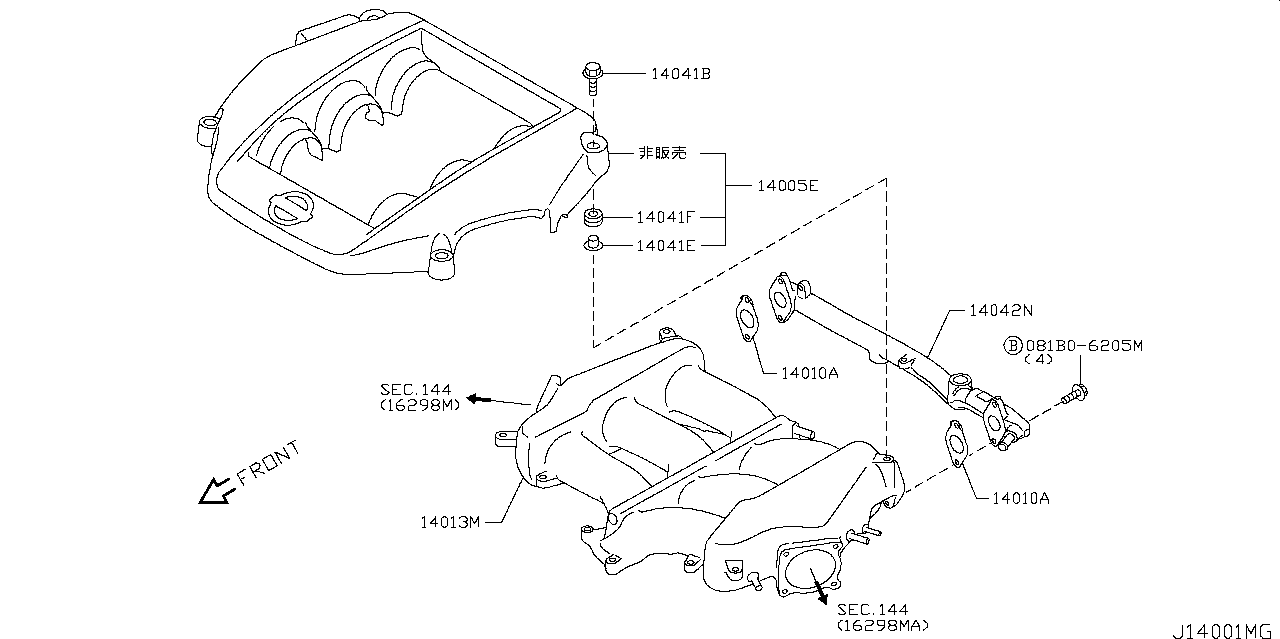 14041B
非販売
14005E
14041F
14041E
14042N
B 081B0-6205M
(4)
14010A
SEC.144
(16298M)
FRONT
14010A
14013M
SEC.144
(16298MA)
J14001MG